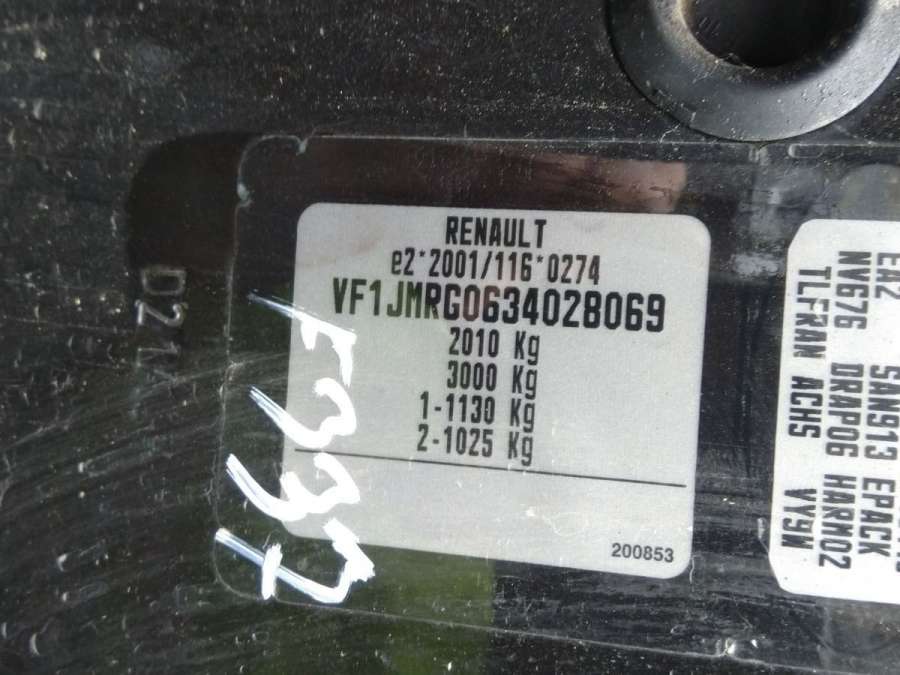 RENAULT
e2*2001/116*0274
VF1JMRG0634028069
2010 Kg
3000 Kg
1-1130 Kg
2-1025 Kg
200853
EA2 SAN913 EPACK
NV676 DRAP06 HARM02
TLFRAN ACHS VY9W